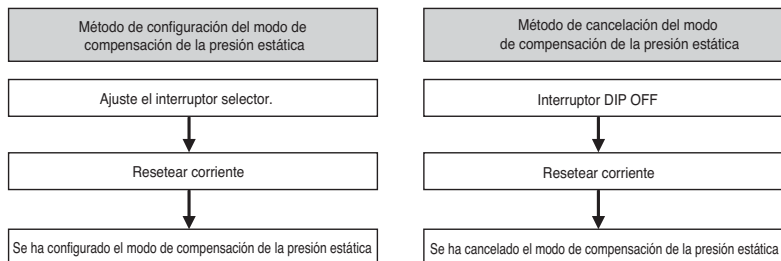 Método de configuración del modo de
compensación de la presión estática
Ajuste el interruptor selector.
Resetear corriente
Se ha configurado el modo de compensación de la presión estática
Método de cancelación del modo
de compensación de la presión estática
Interruptor DIP OFF
Resetear corriente
Se ha cancelado el modo de compensación de la presión estática